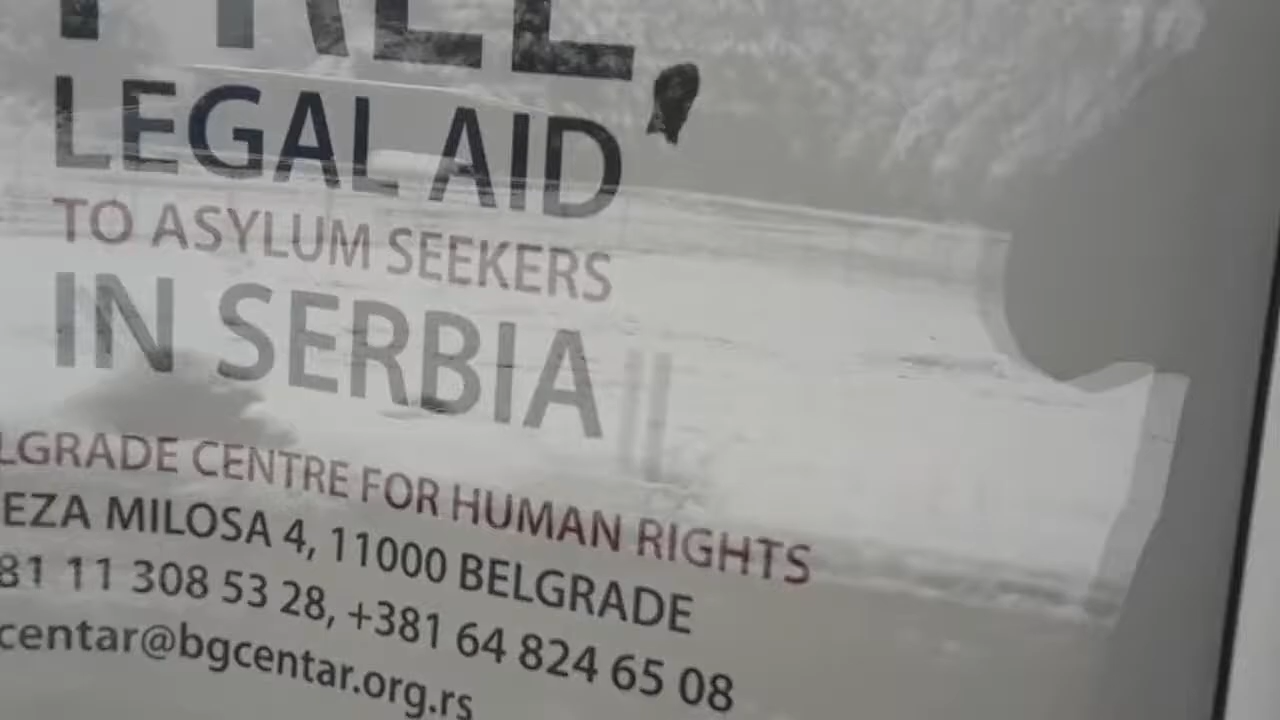 FREE,
LEGAL AID
TO ASYLUM SEEKERS
IN SERBIA
LGRADE CENTRE FOR HUMAN RIGHTS
EZA MILOSA 4, 11000 BELGRADE
81 11 308 53 28, +381 64 824 65 08
centar@bgcentar.org.rs